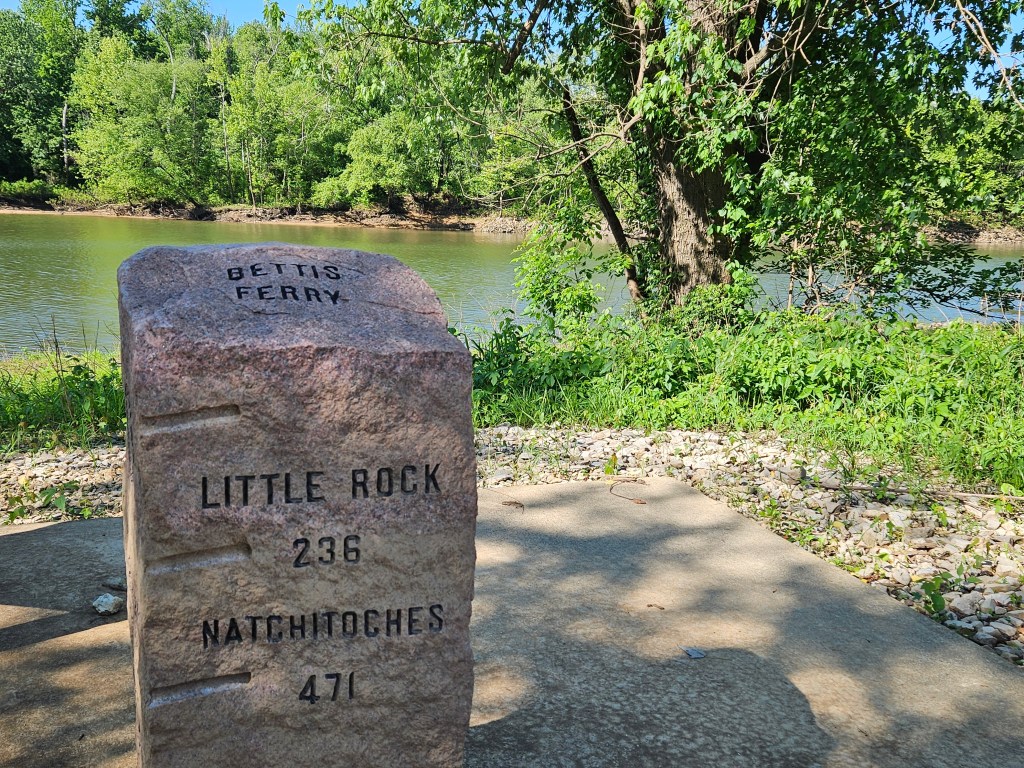 BETTIS
FERRY
LITTLE ROCK
236
NATCHITOCHES
471